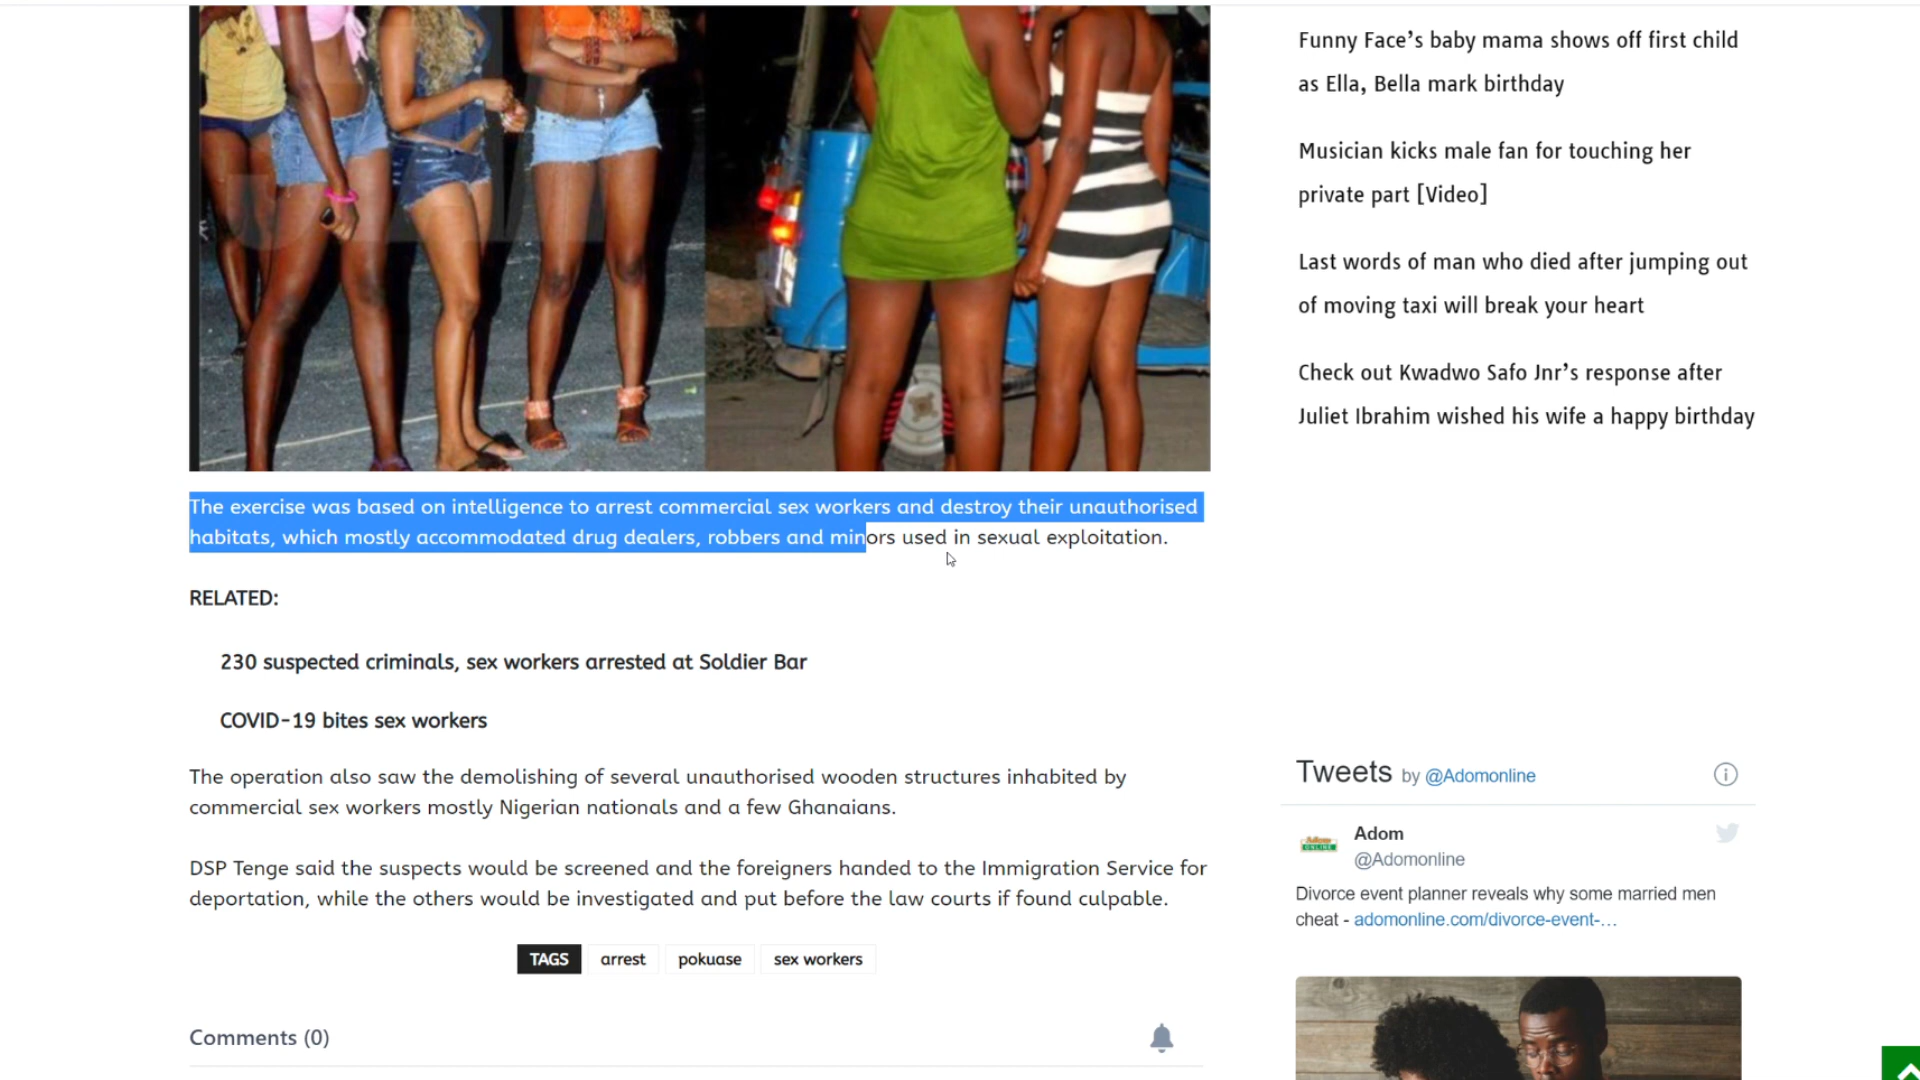 Funny Face's baby mama shows off first child
as Ella, Bella mark birthday
Musician kicks male fan for touching her
private part [Video]
Last words of man who died after jumping out
of moving taxi will break your heart
Check out Kwadwo Safo Jnr's response after
Juliet Ibrahim wished his wife a happy birthday
The exercise was based on intelligence to arrest commercial sex workers and destroy their unauthorised
habitats, which mostly accommodated drug dealers, robbers and minors used in sexual exploitation.
RELATED:
230 suspected criminals, sex workers arrested at Soldier Bar
COVID-19 bites sex workers
The operation also saw the demolishing of several unauthorised wooden structures inhabited by
commercial sex workers mostly Nigerian nationals and a few Ghanaians.
DSP Tenge said the suspects would be screened and the foreigners handed to the Immigration Service for
deportation, while the others would be investigated and put before the law courts if found culpable.
TAGS arrest pokuase sex workers
Comments (0)
Tweets by @Adomonline
Adom
@Adomonline
Divorce event planner reveals why some married men
cheat - adomonline.com/divorce-event-…